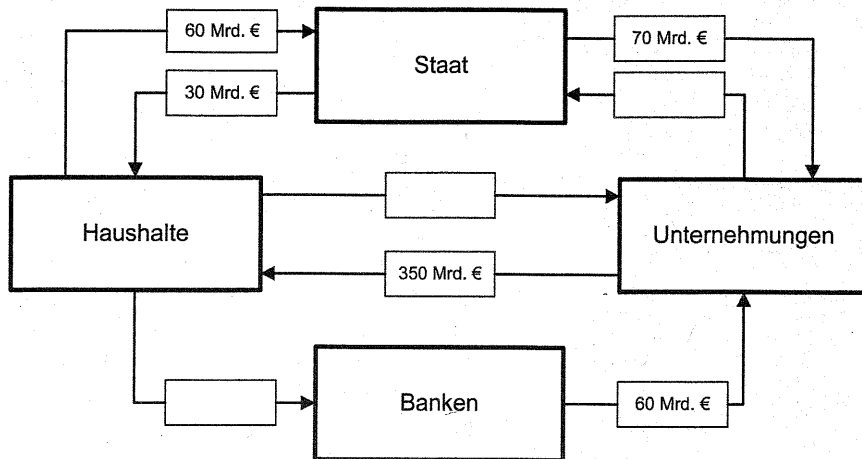 60 Mrd. €
Staat
70 Mrd. €
30 Mrd. €
Haushalte
Unternehmungen
350 Mrd. €
Banken
60 Mrd. €